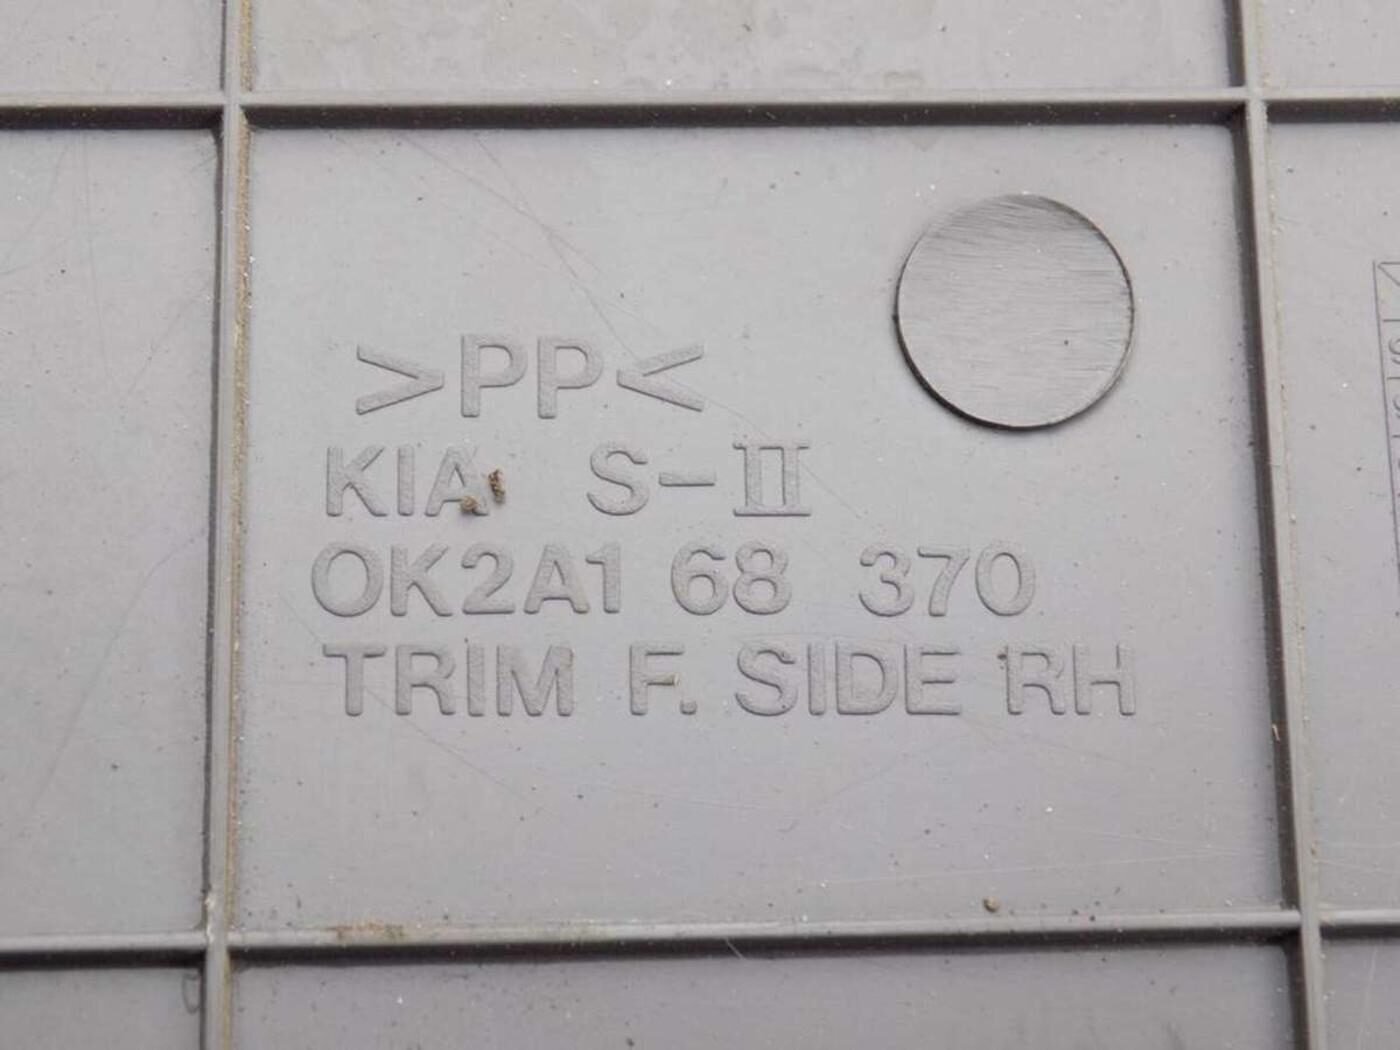 >PP<
KIA S-II
OK2A1 68 370
TRIM F. SIDE RH